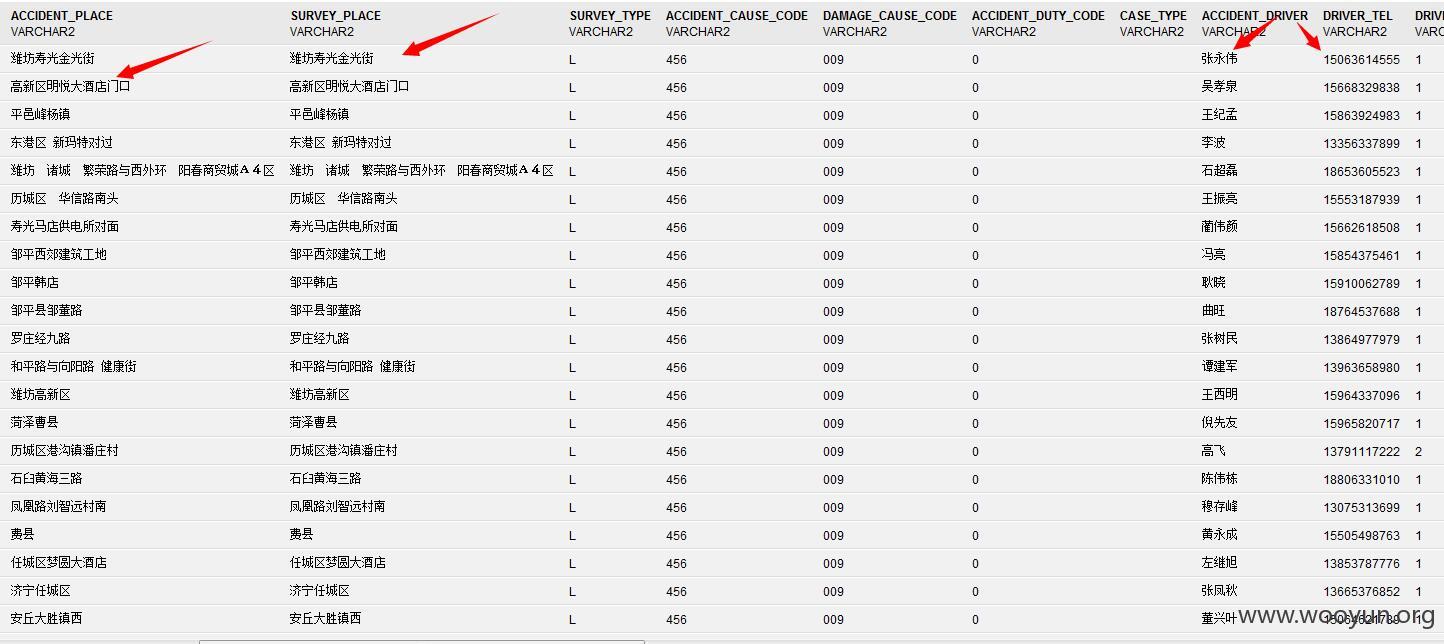 ACCIDENT_PLACE SURVEY_PLACE SURVEY_TYPE ACCIDENT_CAUSE_CODE DAMAGE_CAUSE_CODE ACCIDENT_DUTY_CODE CASE_TYPE ACCIDENT_DRIVER DRIVER_TEL
VARCHAR2 VARCHAR2 VARCHAR2 VARCHAR2 VARCHAR2 VARCHAR2 VARCHAR2 VARCHAR2 VARCHAR2
潍坊寿光金光街 潍坊寿光金光街 L 456 009 0 张永伟 15063614555 1
高新区明悦大酒店门口 高新区明悦大酒店门口 L 456 009 0 吴孝泉 15668329838 1
平邑峰杨镇 平邑峰杨镇 L 456 009 0 王纪孟 15863924983 1
东港区 新玛特对过 东港区 新玛特对过 L 456 009 0 李波 13356337899 1
潍坊 诸城 繁荣路与西外环 阳春商贸城A４区 潍坊 诸城 繁荣路与西外环 阳春商贸城A４区 L 456 009 0 石超磊 18653605523 1
历城区 华信路南头 历城区 华信路南头 L 456 009 0 王振亮 15553187939 1
寿光马店供电所对面 寿光马店供电所对面 L 456 009 0 蔺伟颜 15662618508 1
邹平西郊建筑工地 邹平西郊建筑工地 L 456 009 0 冯亮 15854375461 1
邹平韩店 邹平韩店 L 456 009 0 耿晓 15910062789 1
邹平县邹董路 邹平县邹董路 L 456 009 0 曲旺 18764537688 1
罗庄经九路 罗庄经九路 L 456 009 0 张树民 13864977979 1
和平路与向阳路 健康街 和平路与向阳路 健康街 L 456 009 0 谭建军 13963658980 1
潍坊高新区 潍坊高新区 L 456 009 0 王西明 15964337096 1
菏泽曹县 菏泽曹县 L 456 009 0 倪先友 15965820717 1
历城区港沟镇潘庄村 历城区港沟镇潘庄村 L 456 009 0 高飞 13791117222 2
石臼黄海三路 石臼黄海三路 L 456 009 0 陈伟栋 18806331010 1
凤凰路刘智远村南 凤凰路刘智远村南 L 456 009 0 穆存峰 13075313699 1
费县 费县 L 456 009 0 黄永成 15505498763 1
任城区梦圆大酒店 任城区梦圆大酒店 L 456 009 0 左继旭 13853787776 1
济宁任城区 济宁任城区 L 456 009 0 张凤秋 13665376852 1
安丘大盛镇西 安丘大盛镇西 L 456 009 0 董兴叶
www.wooyun.org